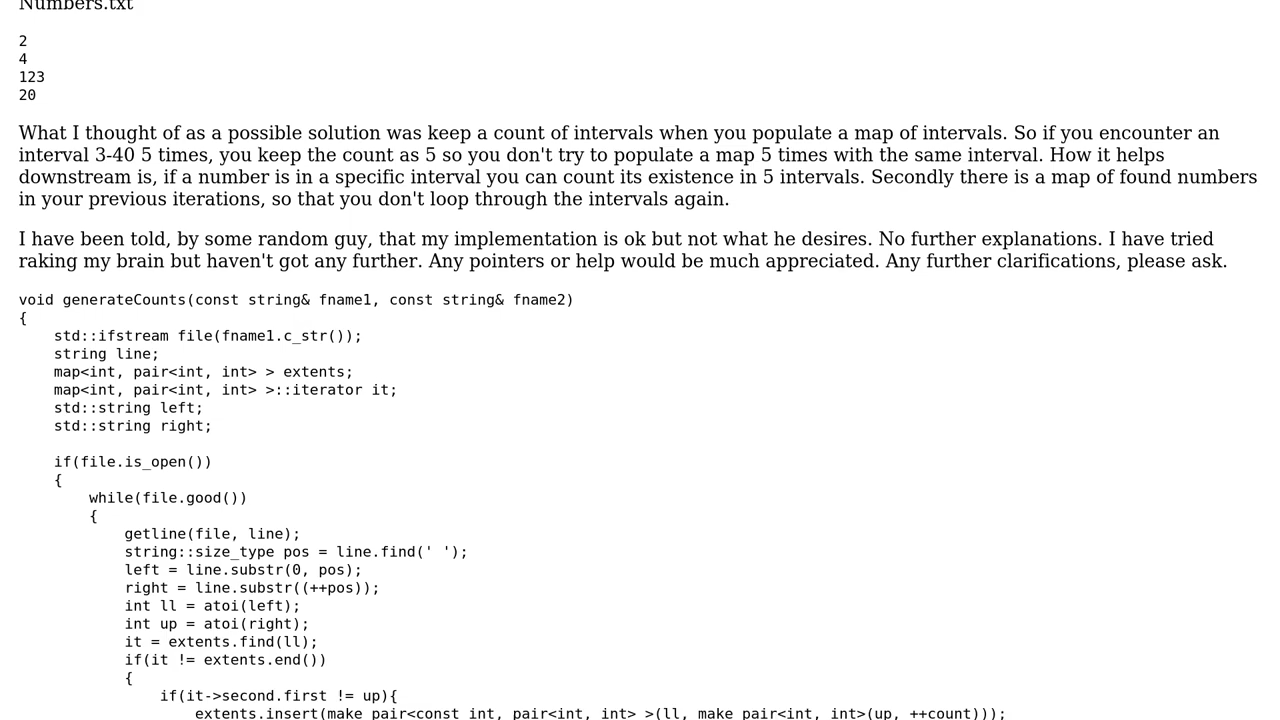 Numbers.txt
2
4
123
20
What I thought of as a possible solution was keep a count of intervals when you populate a map of intervals. So if you encounter an
interval 3-40 5 times, you keep the count as 5 so you don't try to populate a map 5 times with the same interval. How it helps
downstream is, if a number is in a specific interval you can count its existence in 5 intervals. Secondly there is a map of found numbers
in your previous iterations, so that you don't loop through the intervals again.
I have been told, by some random guy, that my implementation is ok but not what he desires. No further explanations. I have tried
raking my brain but haven't got any further. Any pointers or help would be much appreciated. Any further clarifications, please ask.
void generateCounts(const string& fname1, const string& fname2)
{
    std::ifstream file(fname1.c_str());
    string line;
    map<int, pair<int, int> > extents;
    map<int, pair<int, int> >::iterator it;
    std::string left;
    std::string right;

    if(file.is_open())
    {
        while(file.good())
        {
            getline(file, line);
            string::size_type pos = line.find(' ');
            left = line.substr(0, pos);
            right = line.substr((++pos));
            int ll = atoi(left);
            int up = atoi(right);
            it = extents.find(ll);
            if(it != extents.end())
            {
                if(it->second.first != up){
                    extents.insert(make_pair<const int, pair<int, int> >(ll, make_pair<int, int>(up, ++count)));